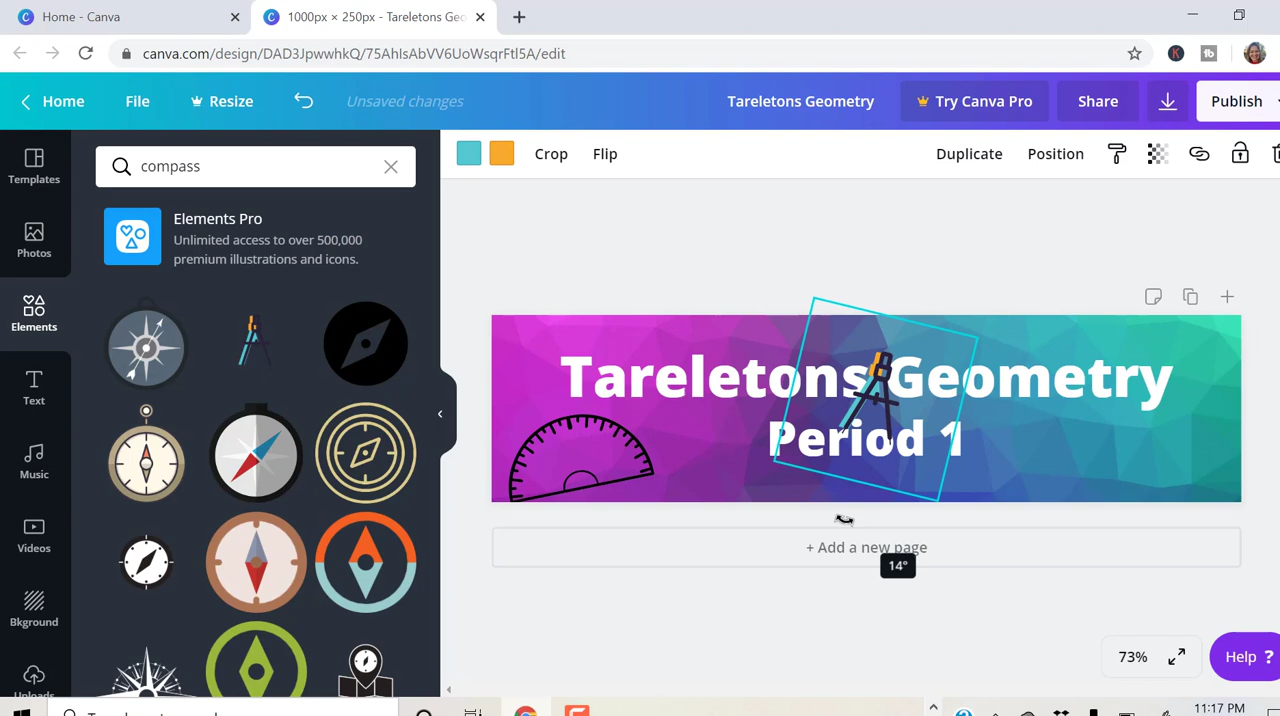 Home - Canva
1000px × 250px - Tareletons Geo
canva.com/design/DAD3JpwwhkQ/75AhIsAbVV6UoWsqrFtl5A/edit
Home
File
Resize
Unsaved changes
Tareletons Geometry
Try Canva Pro
Share
Publish
compass
Crop
Flip
Duplicate
Position
Templates
Photos
Elements
Text
Music
Videos
Bkground
Uploads
Elements Pro
Unlimited access to over 500,000
premium illustrations and icons.
Tareletons Geometry
Period 1
+ Add a new page
14°
73%
Help ?
11:17 PM